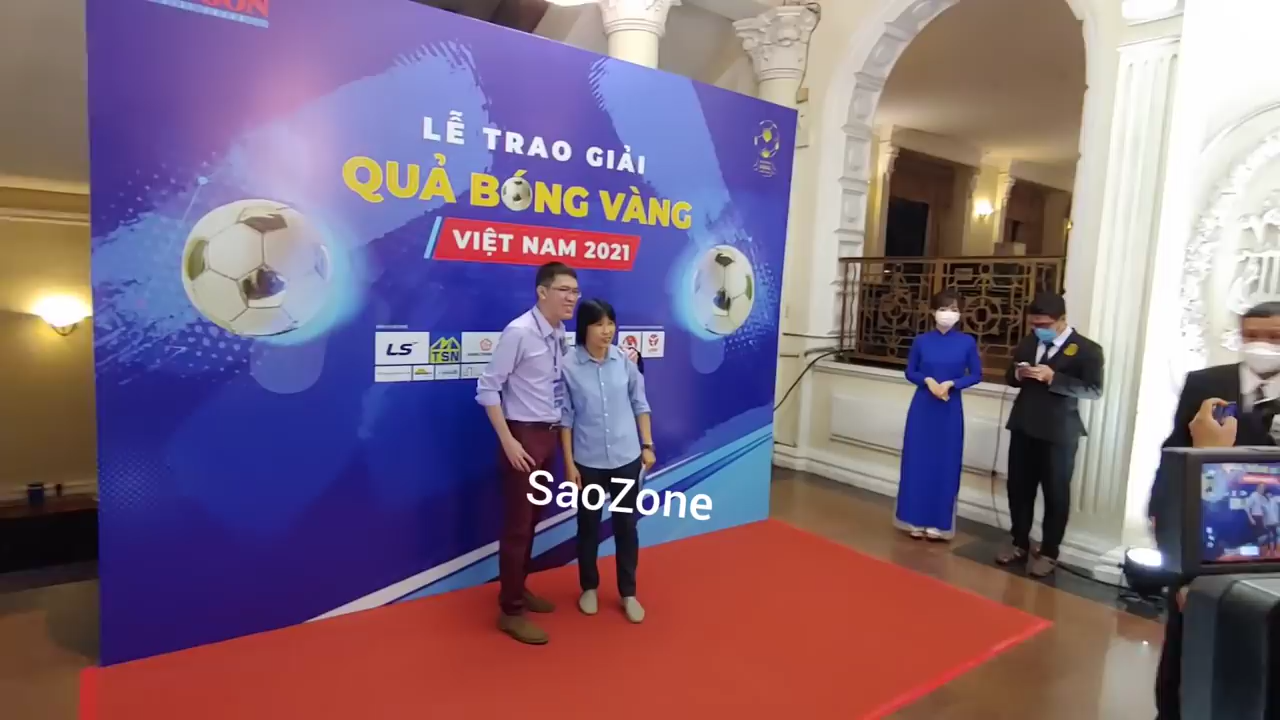 LỄ TRAO GIẢI
QUẢ BÓNG VÀNG
VIỆT NAM 2021
LS
TSN
SaoZone